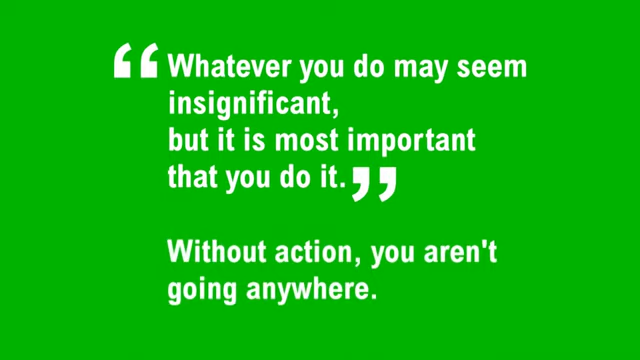 “Whatever you do may seem
insignificant,
but it is most important
that you do it.”
Without action, you aren't
going anywhere.